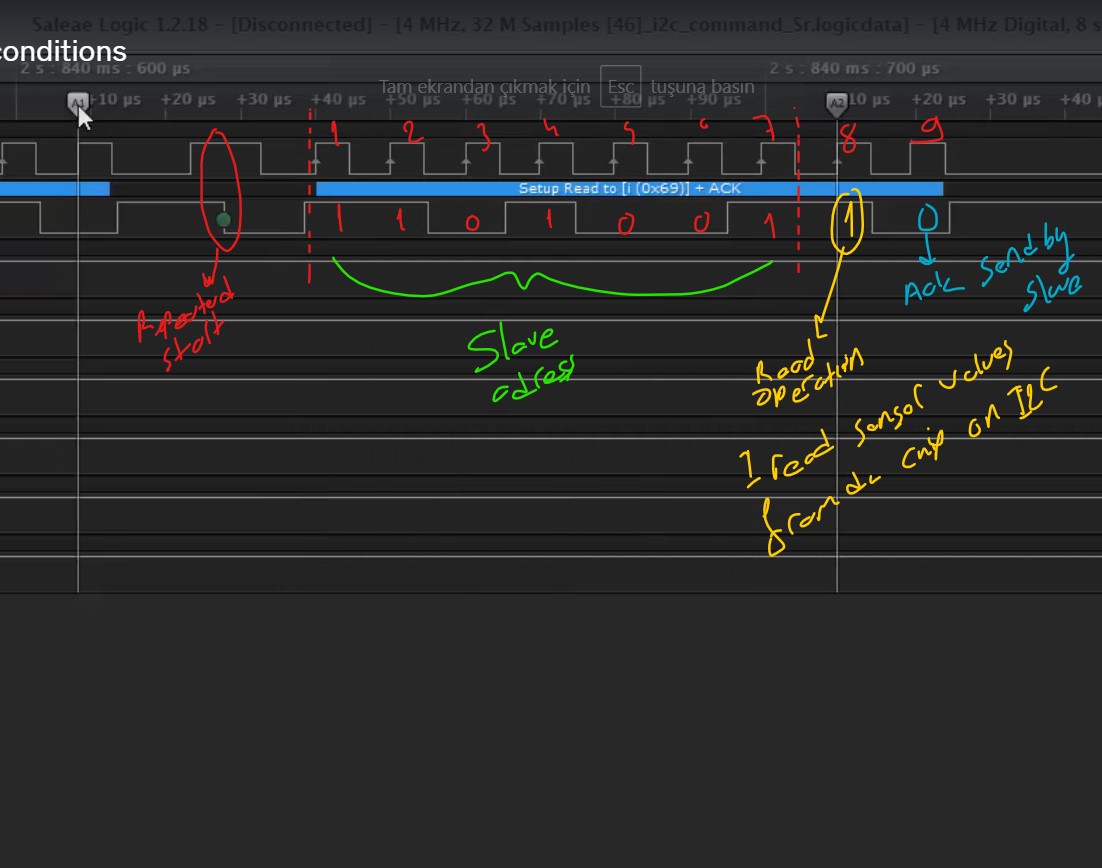 Saleae Logic 1.2.18 - [Disconnected] - [4 MHz, 32 M Samples [46]_i2c_command_Sr.logicdata] - [4 MHz Digital, 8 s
conditions
2 s : 840 ms : 600 µs
2 s : 840 ms : 700 µs
Tam ekrandan çıkmak için Esc tuşuna basın
A1 +10 µs +20 µs +30 µs +40 µs +50 µs +60 µs +70 µs +80 µs +90 µs A2 10 µs +20 µs +30 µs +40 µ
1 2 3 4 5 6 7 8 9
Setup Read to [i (0x69)] + ACK
1 1 0 1 0 0 1 1 0
Repeated
start
Slave
adress
Read
operation
Ack Send by
Slave
I read sensor values
from chip on I2C